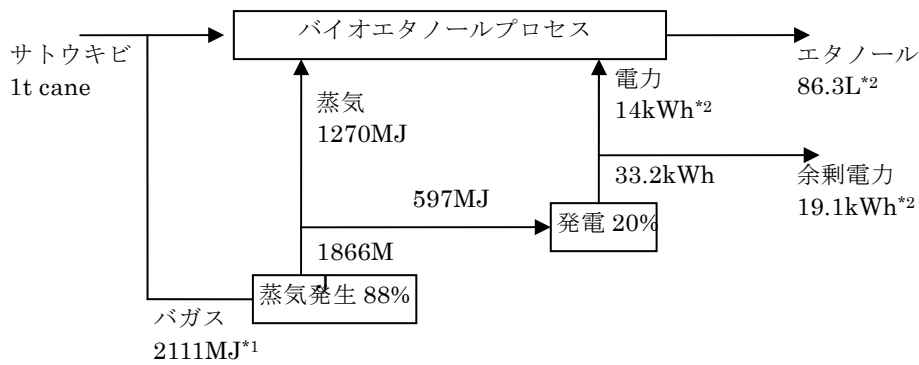 バイオエタノールプロセス
サトウキビ
1t cane
エタノール
86.3L*2
蒸気
1270MJ
電力
14kWh*2
33.2kWh
余剰電力
19.1kWh*2
597MJ
発電 20%
1866M
J
蒸気発生 88%
バガス
2111MJ*1